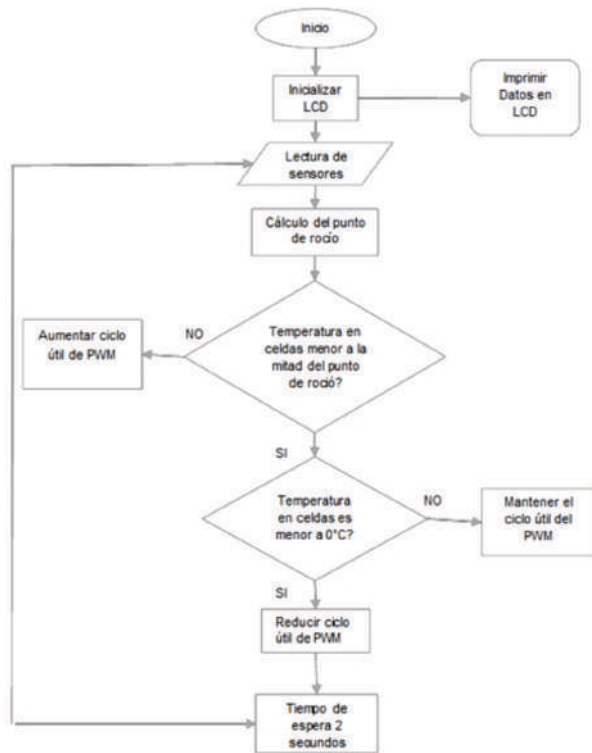 Inicio
Inicializar
LCD
Imprimir
Datos en
LCD
Lectura de
sensores
Cálculo del punto
de rocío
Aumentar ciclo
útil de PWM
NO
Temperatura en
celdas menor a la
mitad del punto
de roció?
SI
Temperatura
en celdas es
menor a 0°C?
NO
Mantener el
ciclo útil del
PWM
SI
Reducir ciclo
útil de PWM
Tiempo de
espera 2
segundos